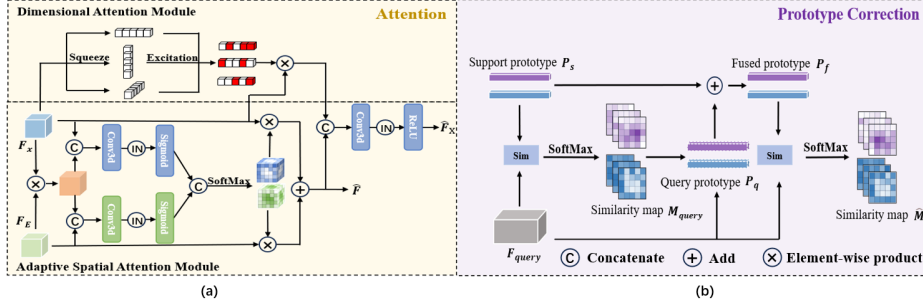 Dimensional Attention Module
Attention
Squeeze
Excitation
F_x
F_E
C
C
Conv3d
IN
Sigmoid
Conv3d
IN
Sigmoid
C
SoftMax
C
Conv3d
IN
ReLU
F̂_X
F̂
Adaptive Spatial Attention Module
(a)
Prototype Correction
Support prototype P_s
Fused prototype P_f
Sim
SoftMax
Sim
SoftMax
Query prototype P_q
Similarity map M_query
Similarity map M̂
F_query
C Concatenate
+ Add
× Element-wise product
(b)